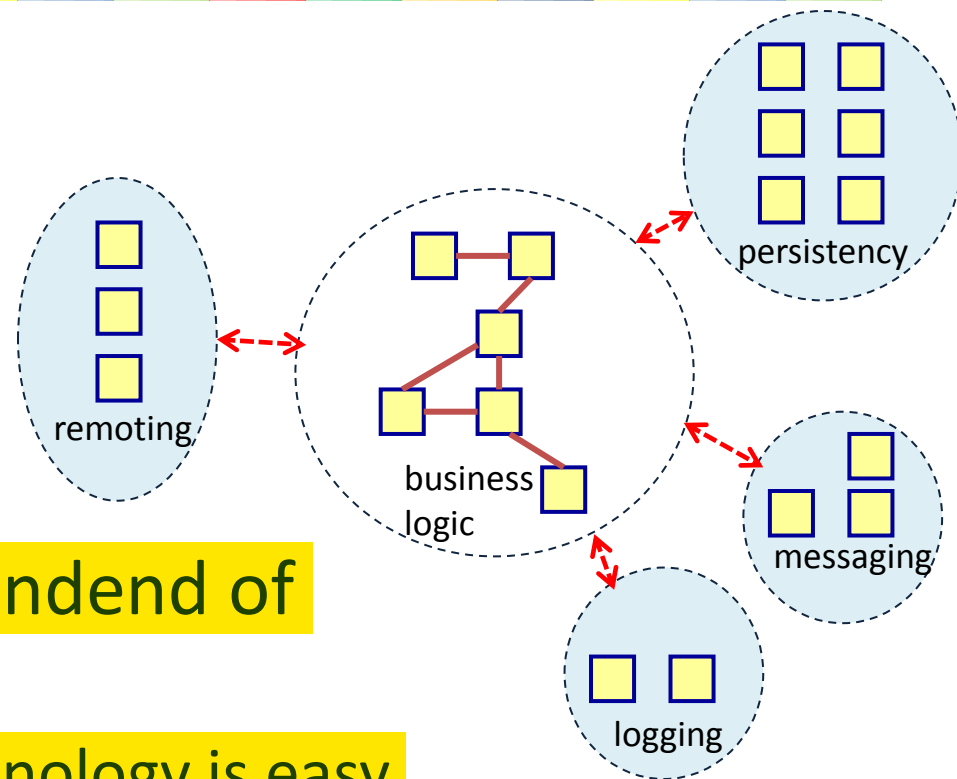 persistency
remoting
business
logic
messaging
ndend of
logging
nology is easy